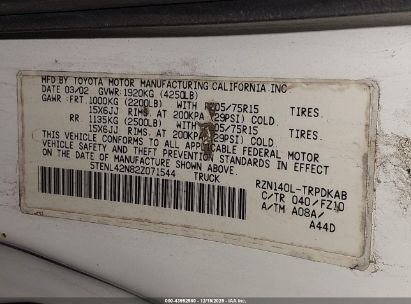 MFD BY TOYOTA MOTOR MANUFACTURING CALIFORNIA INC
DATE 03/02 GVWR 1920KG (4250LB)
GAWR: FRT. 1000KG (2200LB) WITH 205/75R15 TIRES.
15X6JJ RIMS. AT 200KPA (29PSI) COLD.
RR 1135KG (2500LB) WITH 205/75R15 TIRES.
15X6JJ RIMS. AT 200KPA (29PSI) COLD.
THIS VEHICLE CONFORMS TO ALL APPLICABLE FEDERAL MOTOR
VEHICLE SAFETY AND THEFT PREVENTION STANDARDS IN EFFECT
ON THE DATE OF MANUFACTURE SHOWN ABOVE.
5TENL42N82Z071544
TRUCK
RZN140L-TRPDKAB
C/TR 040/FZ10
A/TM A08A/
A44D